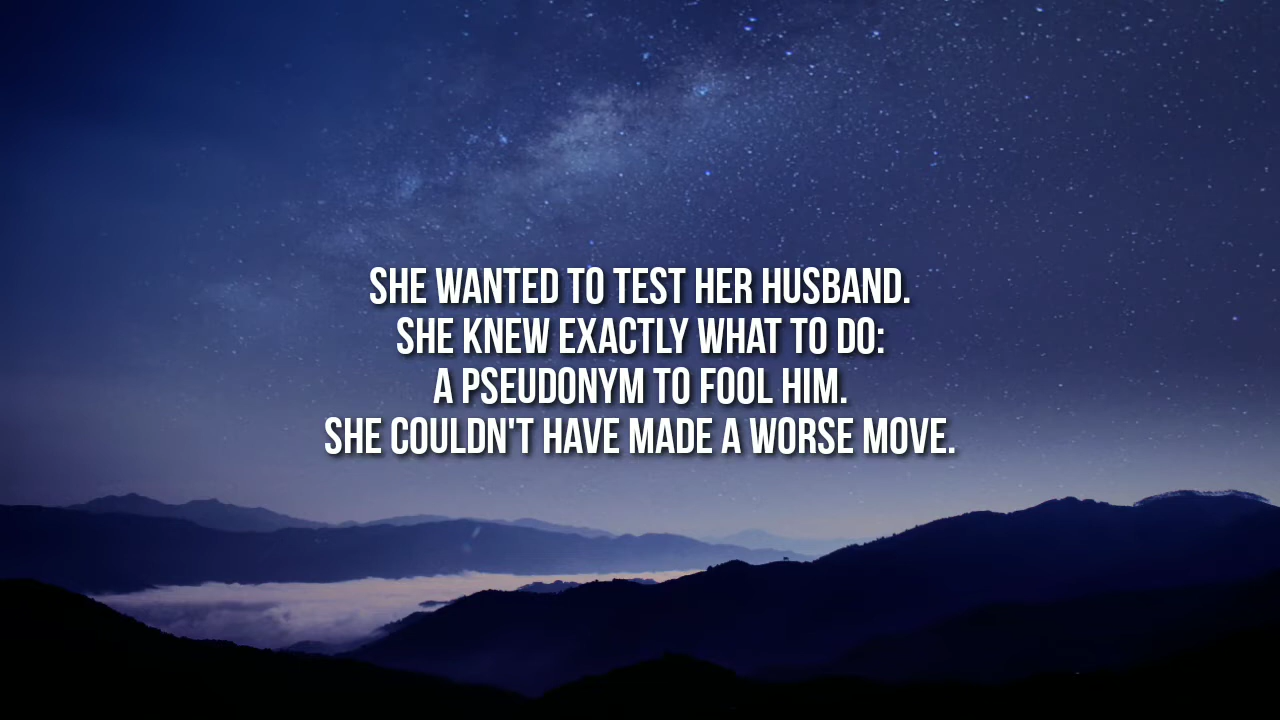 SHE WANTED TO TEST HER HUSBAND.
SHE KNEW EXACTLY WHAT TO DO:
A PSEUDONYM TO FOOL HIM.
SHE COULDN'T HAVE MADE A WORSE MOVE.